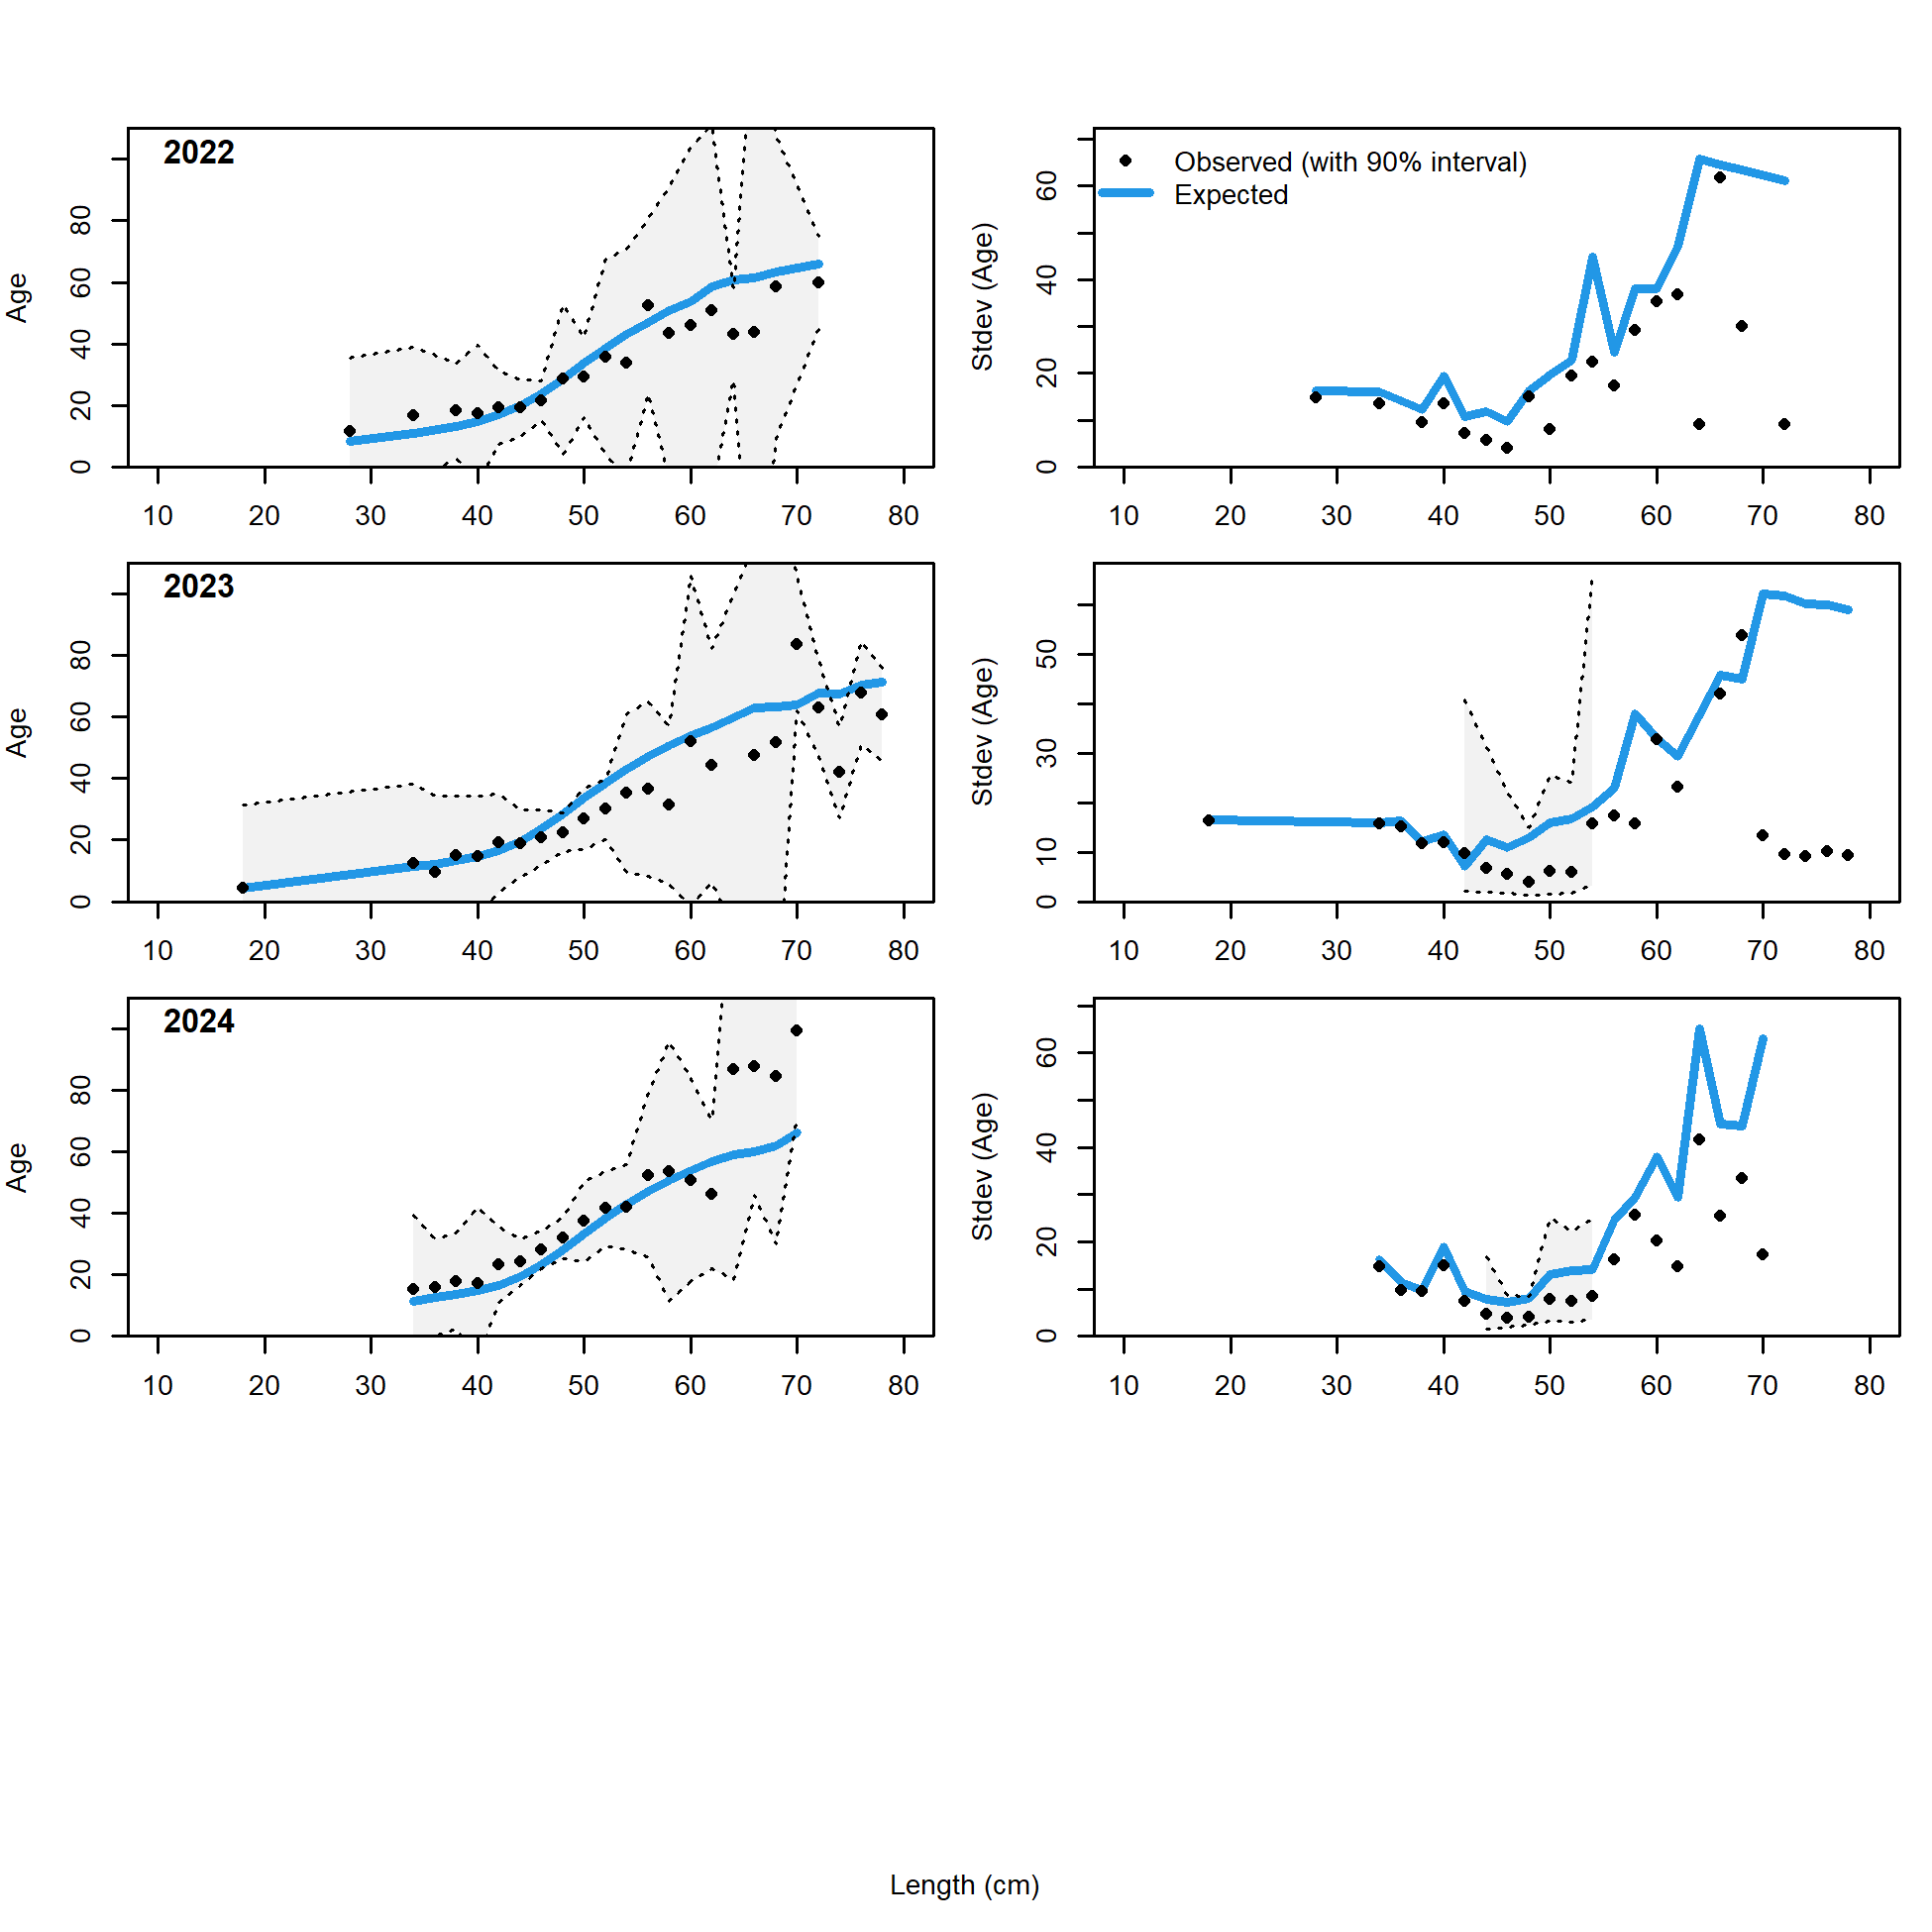 2022
Age
0 20 40 60 80
10 20 30 40 50 60 70 80
Observed (with 90% interval)
Expected
Stdev (Age)
0 20 40 60
10 20 30 40 50 60 70 80
2023
Age
0 20 40 60 80
10 20 30 40 50 60 70 80
Stdev (Age)
0 10 30 50
10 20 30 40 50 60 70 80
2024
Age
0 20 40 60 80
10 20 30 40 50 60 70 80
Stdev (Age)
0 20 40 60
10 20 30 40 50 60 70 80
Length (cm)